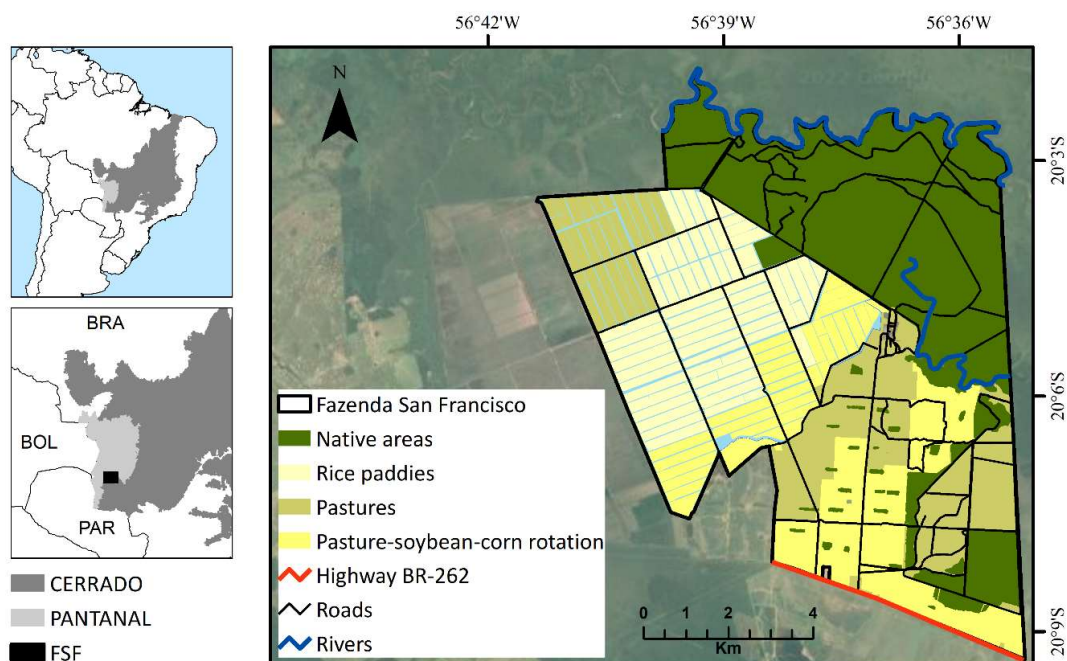 56°42'W 56°39'W 56°36'W
N
20°3'S
20°6'S
20°9'S
BRA
BOL
PAR
CERRADO
PANTANAL
FSF
Fazenda San Francisco
Native areas
Rice paddies
Pastures
Pasture-soybean-corn rotation
Highway BR-262
Roads
Rivers
0 1 2 4
Km